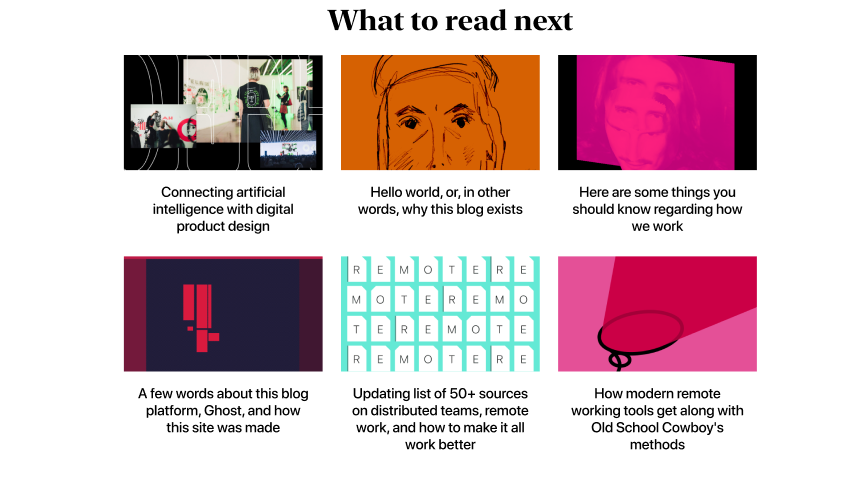 What to read next
Connecting artificial
intelligence with digital
product design
Hello world, or, in other
words, why this blog exists
Here are some things you
should know regarding how
we work
R E M O T E R E
M O T E R E M O
T E R E M O T E
R E M O T E R E
A few words about this blog
platform, Ghost, and how
this site was made
Updating list of 50+ sources
on distributed teams, remote
work, and how to make it all
work better
How modern remote
working tools get along with
Old School Cowboy's
methods